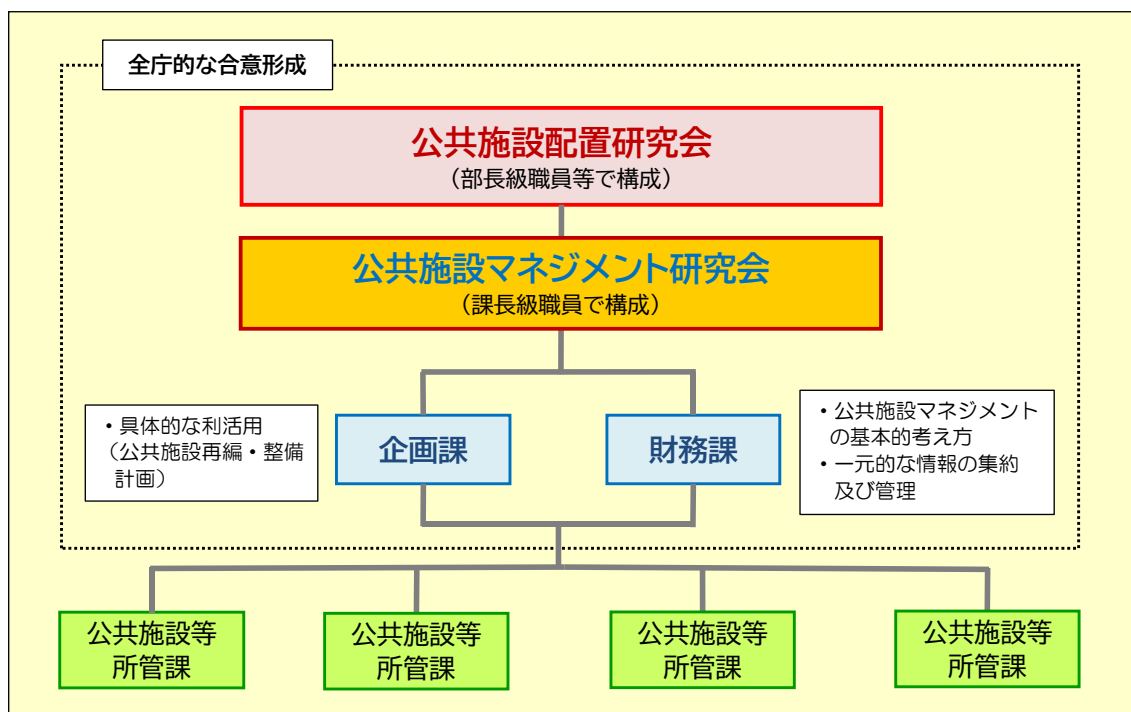 全庁的な合意形成
公共施設配置研究会
（部長級職員等で構成）
公共施設マネジメント研究会
（課長級職員で構成）
・具体的な利活用
（公共施設再編・整備
計画）
企画課
財務課
・公共施設マネジメント
の基本的考え方
・一元的な情報の集約
及び管理
公共施設等
所管課
公共施設等
所管課
公共施設等
所管課
公共施設等
所管課